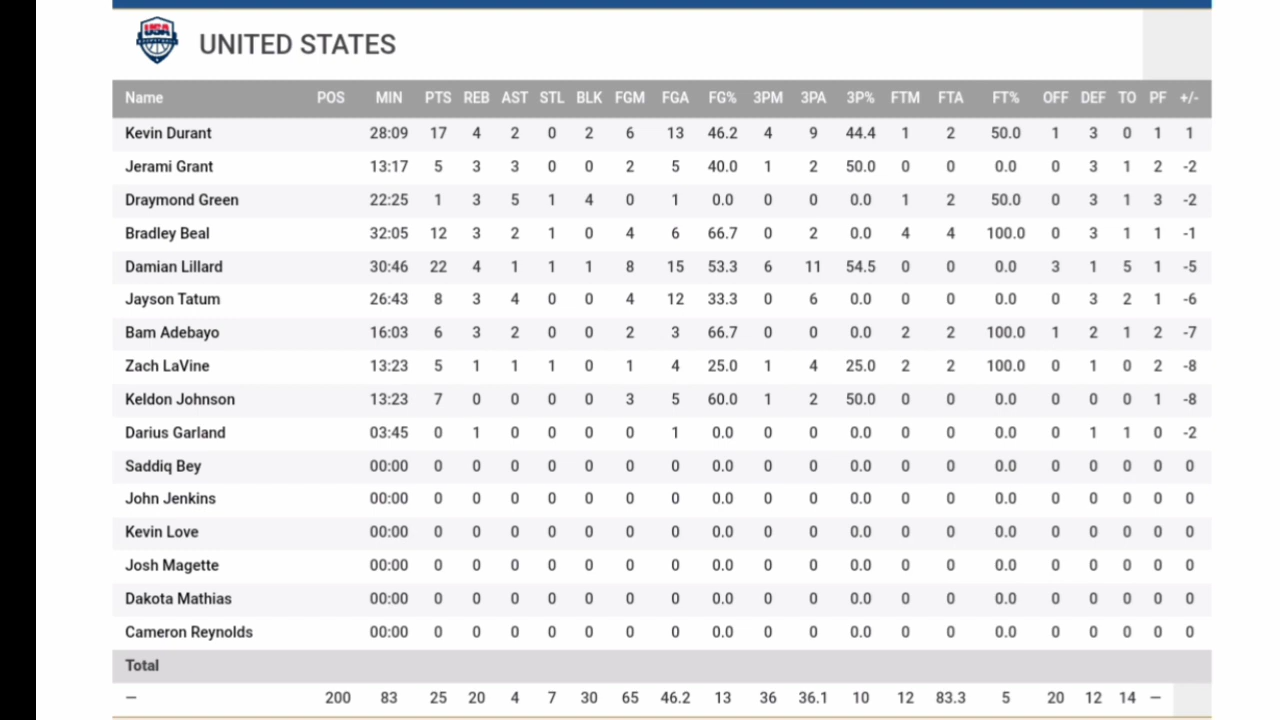 USA
UNITED STATES
Name POS MIN PTS REB AST STL BLK FGM FGA FG% 3PM 3PA 3P% FTM FTA FT% OFF DEF TO PF +/-
Kevin Durant 28:09 17 4 2 0 2 6 13 46.2 4 9 44.4 1 2 50.0 1 3 0 1 1
Jerami Grant 13:17 5 3 3 0 0 2 5 40.0 1 2 50.0 0 0 0.0 0 3 1 2 -2
Draymond Green 22:25 1 3 5 1 4 0 1 0.0 0 0 0.0 1 2 50.0 0 3 1 3 -2
Bradley Beal 32:05 12 3 2 1 0 4 6 66.7 0 2 0.0 4 4 100.0 0 3 1 1 -1
Damian Lillard 30:46 22 4 1 1 1 8 15 53.3 6 11 54.5 0 0 0.0 3 1 5 1 -5
Jayson Tatum 26:43 8 3 4 0 0 4 12 33.3 0 6 0.0 0 0 0.0 0 3 2 1 -6
Bam Adebayo 16:03 6 3 2 0 0 2 3 66.7 0 0 0.0 2 2 100.0 1 2 1 2 -7
Zach LaVine 13:23 5 1 1 1 0 1 4 25.0 1 4 25.0 2 2 100.0 0 1 0 2 -8
Keldon Johnson 13:23 7 0 0 0 0 3 5 60.0 1 2 50.0 0 0 0.0 0 0 0 1 -8
Darius Garland 03:45 0 1 0 0 0 0 1 0.0 0 0 0.0 0 0 0.0 0 1 1 0 -2
Saddiq Bey 00:00 0 0 0 0 0 0 0 0.0 0 0 0.0 0 0 0.0 0 0 0 0 0
John Jenkins 00:00 0 0 0 0 0 0 0 0.0 0 0 0.0 0 0 0.0 0 0 0 0 0
Kevin Love 00:00 0 0 0 0 0 0 0 0.0 0 0 0.0 0 0 0.0 0 0 0 0 0
Josh Magette 00:00 0 0 0 0 0 0 0 0.0 0 0 0.0 0 0 0.0 0 0 0 0 0
Dakota Mathias 00:00 0 0 0 0 0 0 0 0.0 0 0 0.0 0 0 0.0 0 0 0 0 0
Cameron Reynolds 00:00 0 0 0 0 0 0 0 0.0 0 0 0.0 0 0 0.0 0 0 0 0 0
Total
— 200 83 25 20 4 7 30 65 46.2 13 36 36.1 10 12 83.3 5 20 12 14 —